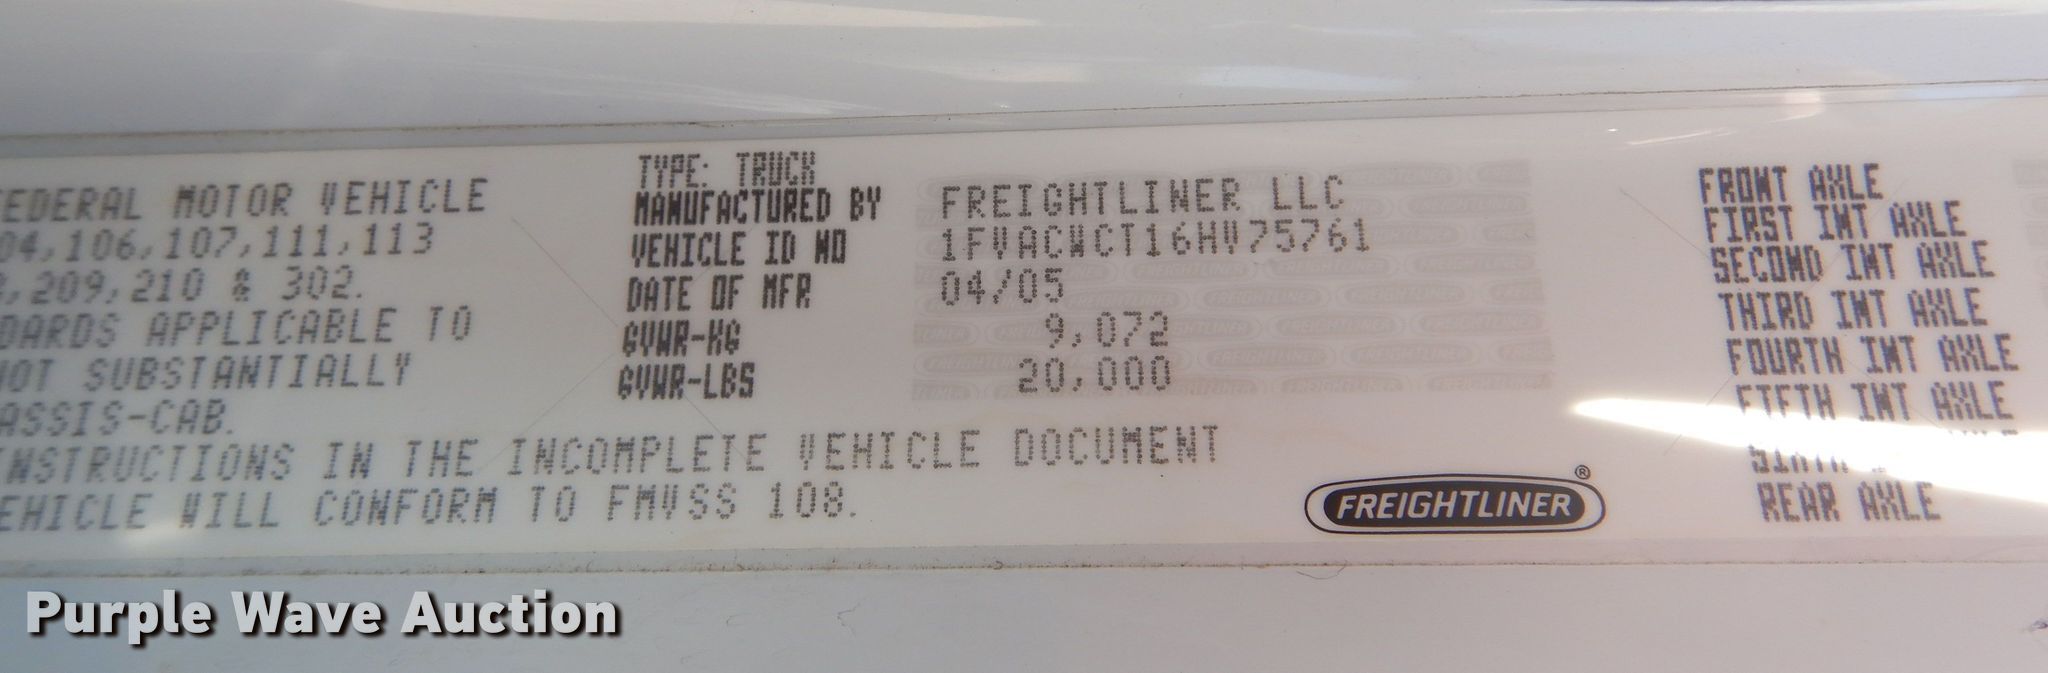 FEDERAL MOTOR VEHICLE
04,106,107,111,113
,209,210 & 302.
DARDS APPLICABLE TO
NOT SUBSTANTIALLY
ASSIS-CAB.
INSTRUCTIONS IN THE INCOMPLETE VEHICLE DOCUMENT
EHICLE WILL CONFORM TO FMVSS 108.
TYPE: TRUCK
MANUFACTURED BY FREIGHTLINER LLC
VEHICLE ID NO 1FVACWCT16HV75761
DATE OF MFR 04/05
GVWR-KG 9,072
GVWR-LBS 20,000
FREIGHTLINER®
FRONT AXLE
FIRST INT AXLE
SECOND INT AXLE
THIRD INT AXLE
FOURTH INT AXLE
FIFTH INT AXLE
SIXTH
REAR AXLE
Purple Wave Auction